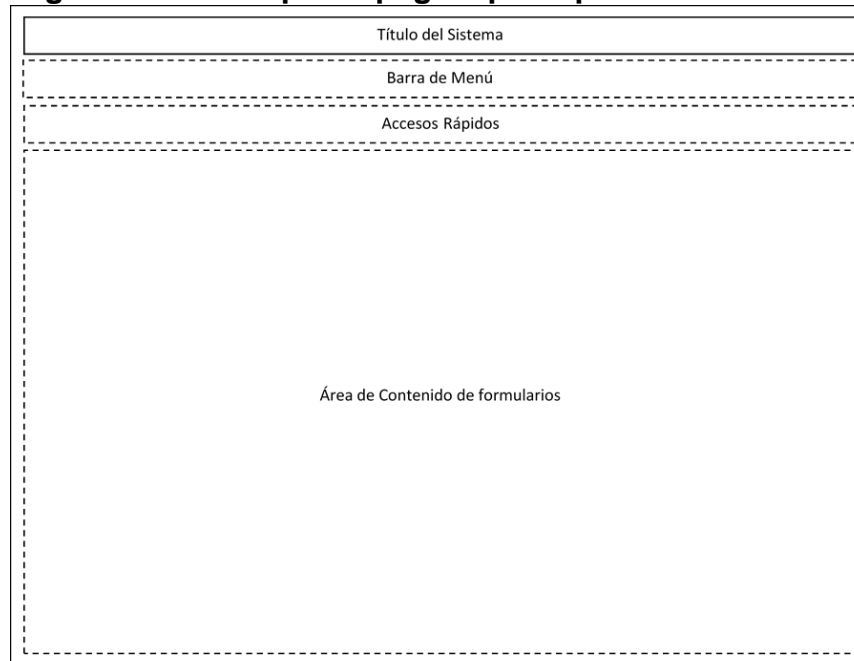 Título del Sistema
Barra de Menú
Accesos Rápidos
Área de Contenido de formularios